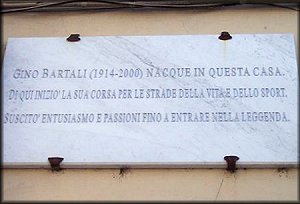 GINO BARTALI (1914-2000) NACQUE IN QUESTA CASA.
DI QUI INIZIO' LA SUA CORSA PER LE STRADE DELLA VITA E DELLO SPORT.
SUSCITO' ENTUSIASMO E PASSIONI FINO A ENTRARE NELLA LEGGENDA.